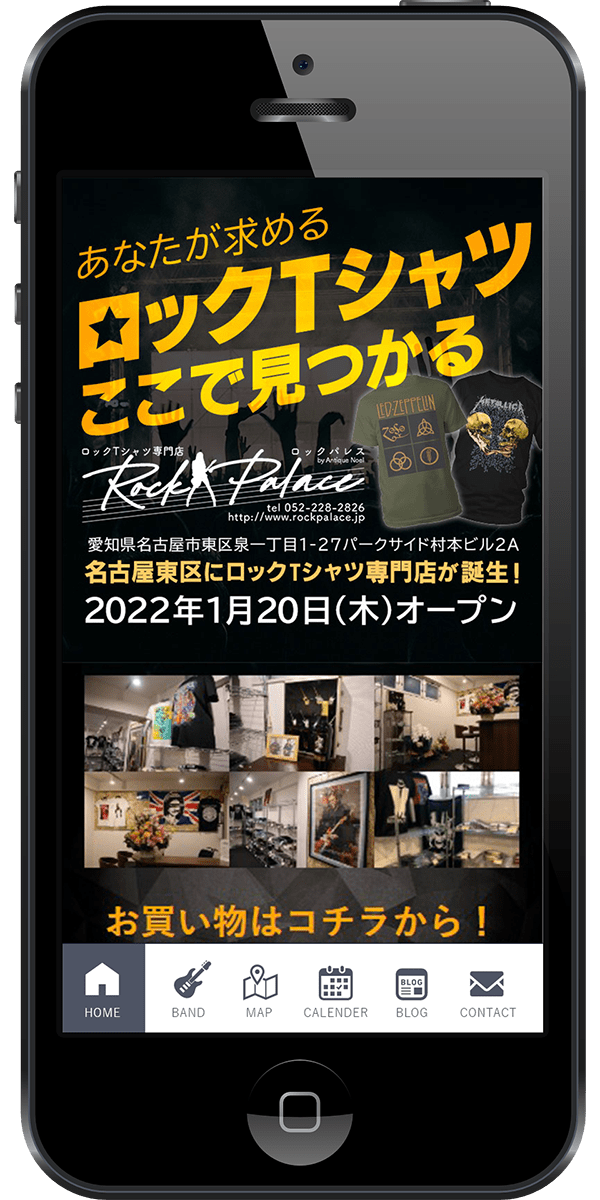 あなたが求める
ロックTシャツ
ここで見つかる
LED-ZEPPELIN
METALLICA
ロックTシャツ専門店
ロックパレス
by Antique Noel
Rock Palace
tel 052-228-2826
http://www.rockpalace.jp
愛知県名古屋市東区泉一丁目1-27パークサイド村本ビル2A
名古屋東区にロックTシャツ専門店が誕生!
2022年1月20日(木)オープン
お買い物はコチラから!
BLOG
HOME
BAND
MAP
CALENDER
BLOG
CONTACT